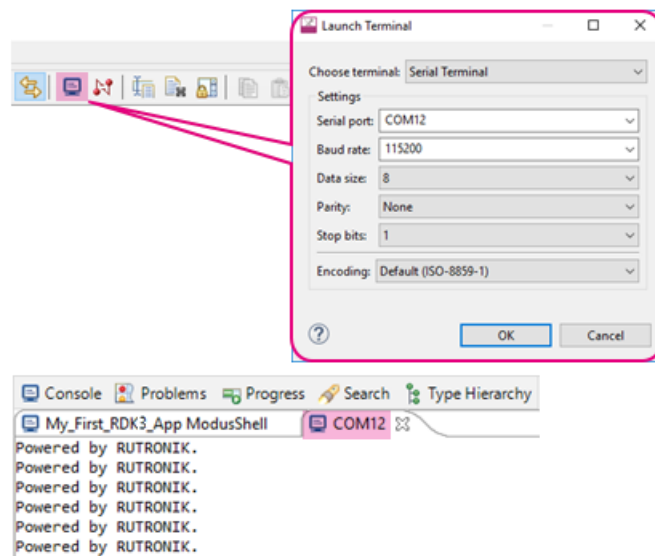 Launch Terminal
Choose terminal: Serial Terminal
Settings
Serial port: COM12
Baud rate: 115200
Data size: 8
Parity: None
Stop bits: 1
Encoding: Default (ISO-8859-1)
OK Cancel
Console Problems Progress Search Type Hierarchy
My_First_RDK3_App ModusShell COM12
Powered by RUTRONIK.
Powered by RUTRONIK.
Powered by RUTRONIK.
Powered by RUTRONIK.
Powered by RUTRONIK.
Powered by RUTRONIK.